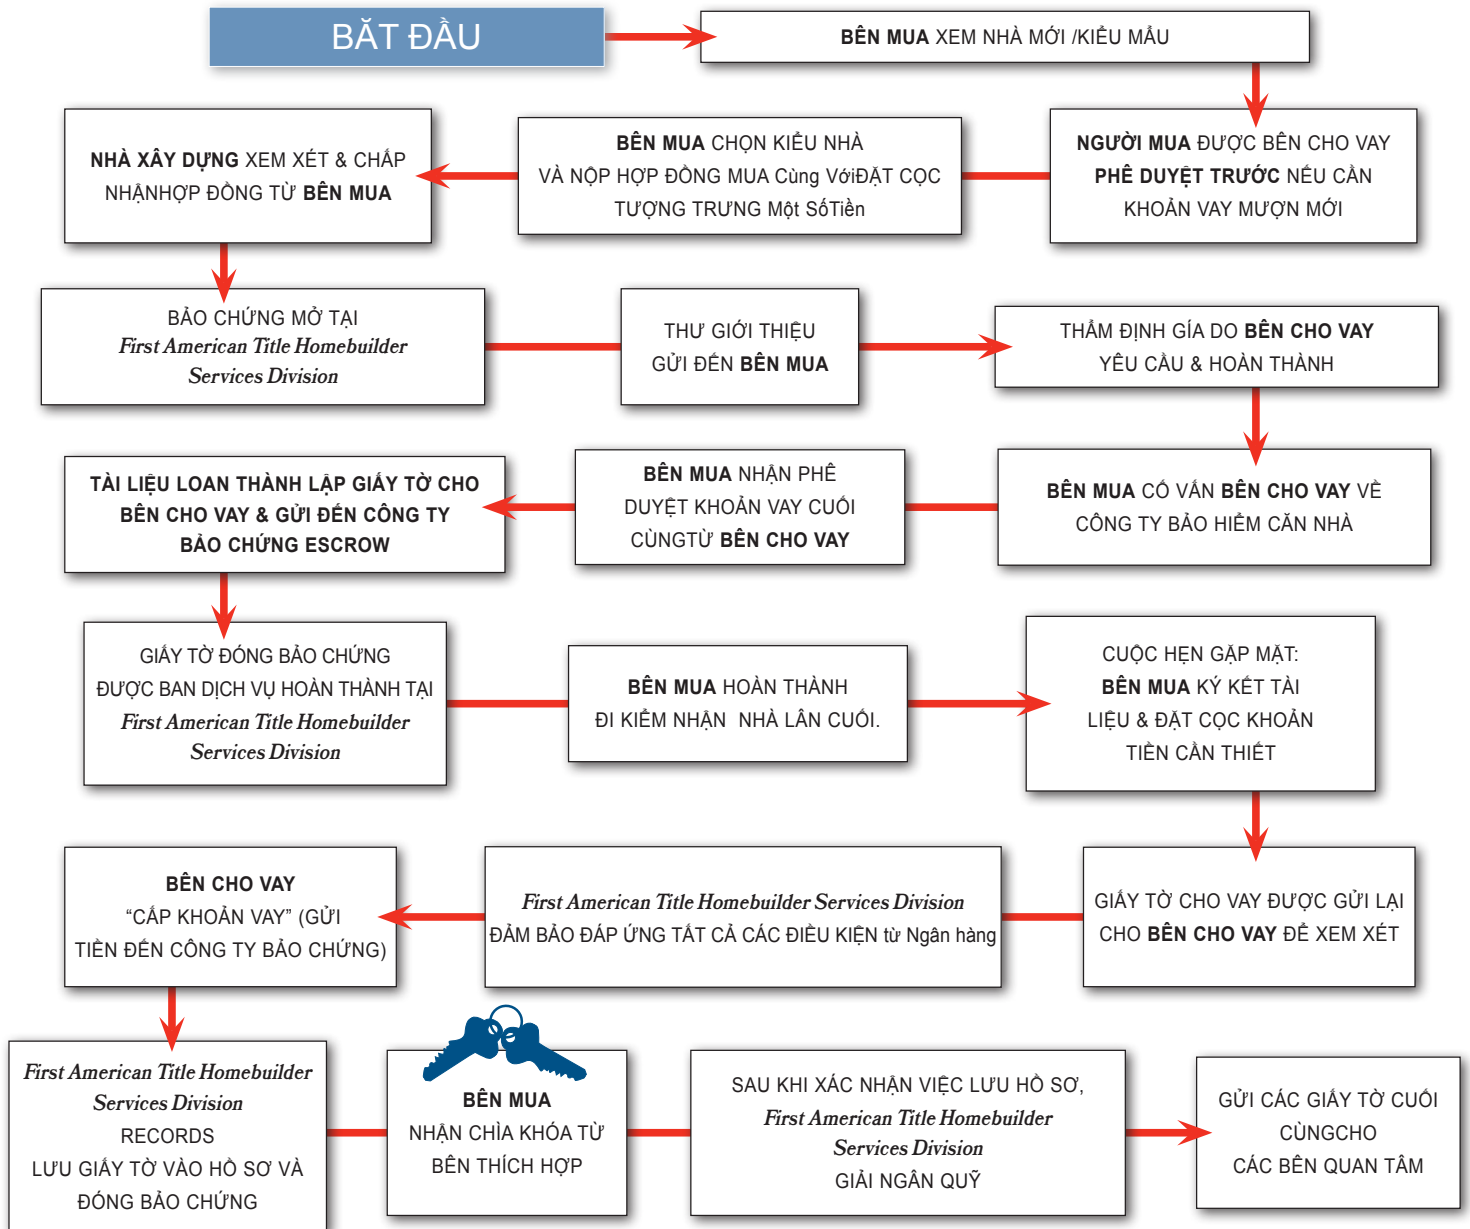 BẮT ĐẦU
BÊN MUA XEM NHÀ MỚI /KIỂU MẪU
NGƯỜI MUA ĐƯỢC BÊN CHO VAY
PHÊ DUYỆT TRƯỚC NẾU CẦN
KHOẢN VAY MƯỢN MỚI
BÊN MUA CHỌN KIỂU NHÀ
VÀ NỘP HỢP ĐỒNG MUA Cùng VớiĐẶT CỌC
TƯỢNG TRƯNG Một SốTiền
NHÀ XÂY DỰNG XEM XÉT & CHẤP
NHẬNHỢP ĐỒNG TỪ BÊN MUA
BẢO CHỨNG MỞ TẠI
First American Title Homebuilder
Services Division
THƯ GIỚI THIỆU
GỬI ĐẾN BÊN MUA
THẨM ĐỊNH GÍA DO BÊN CHO VAY
YÊU CẦU & HOÀN THÀNH
BÊN MUA CỐ VẤN BÊN CHO VAY VỀ
CÔNG TY BẢO HIỂM CĂN NHÀ
BÊN MUA NHẬN PHÊ
DUYỆT KHOẢN VAY CUỐI
CÙNGTỪ BÊN CHO VAY
TÀI LIỆU LOAN THÀNH LẬP GIẤY TỜ CHO
BÊN CHO VAY & GỬI ĐẾN CÔNG TY
BẢO CHỨNG ESCROW
GIẤY TỜ ĐÓNG BẢO CHỨNG
ĐƯỢC BAN DỊCH VỤ HOÀN THÀNH TẠI
First American Title Homebuilder
Services Division
BÊN MUA HOÀN THÀNH
ĐI KIỂM NHẬN NHÀ LÂN CUỐI.
CUỘC HẸN GẶP MẶT:
BÊN MUA KÝ KẾT TÀI
LIỆU & ĐẶT CỌC KHOẢN
TIỀN CẦN THIẾT
GIẤY TỜ CHO VAY ĐƯỢC GỬI LẠI
CHO BÊN CHO VAY ĐỂ XEM XÉT
First American Title Homebuilder Services Division
ĐẢM BẢO ĐÁP ỨNG TẤT CẢ CÁC ĐIỀU KIỆN từ Ngân hàng
BÊN CHO VAY
“CẤP KHOẢN VAY” (GỬI
TIỀN ĐẾN CÔNG TY BẢO CHỨNG)
First American Title Homebuilder
Services Division
RECORDS
LƯU GIẤY TỜ VÀO HỒ SƠ VÀ
ĐÓNG BẢO CHỨNG
BÊN MUA
NHẬN CHÌA KHÓA TỪ
BÊN THÍCH HỢP
SAU KHI XÁC NHẬN VIỆC LƯU HỒ SƠ,
First American Title Homebuilder
Services Division
GIẢI NGÂN QUỸ
GỬI CÁC GIẤY TỜ CUỐI
CÙNGCHO
CÁC BÊN QUAN TÂM